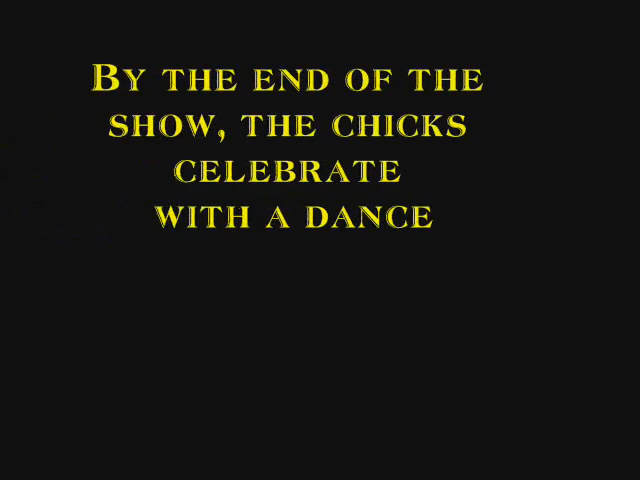 By the end of the
show, the chicks
celebrate
with a dance